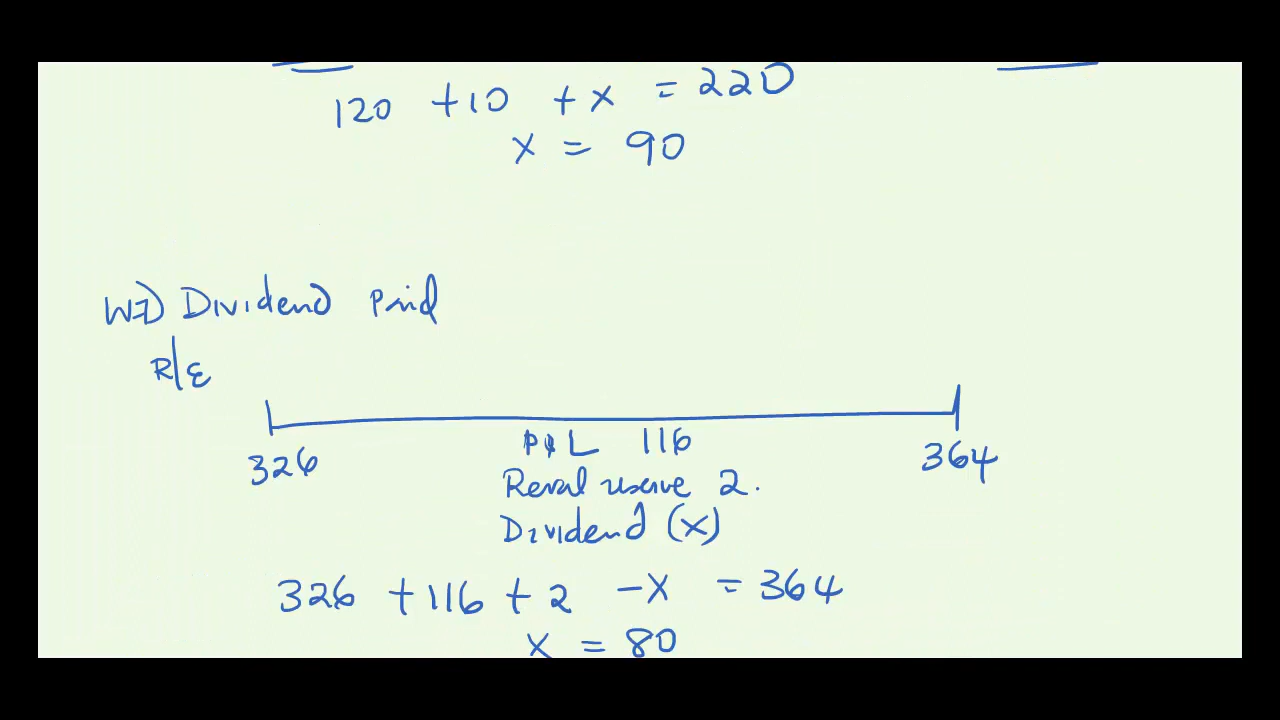 120 +10 + x = 220
x = 90
W7) Dividend Paid
R/E
326 364
P&L 116
Reval reserve 2.
Dividend (x)
326 + 116 + 2 - x = 364
x = 80